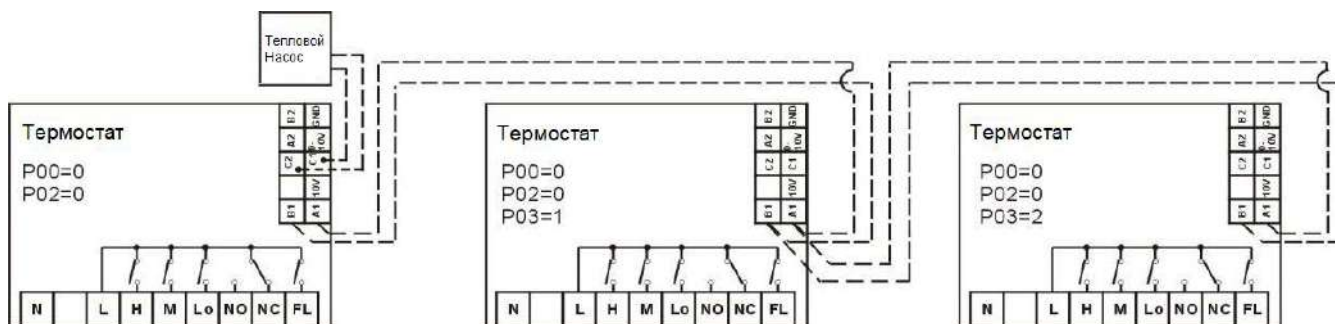 Тепловой
Насос
Термостат
P00=0
P02=0
B2 GND
A2 0-10V
C2 C1
10V
B1 A1
N L H M Lo NO NC FL
Термостат
P00=0
P02=0
P03=1
B2 GND
A2 0-10V
C2 C1
10V
B1 A1
N L H M Lo NO NC FL
Термостат
P00=0
P02=0
P03=2
B2 GND
A2 0-10V
C2 C1
10V
B1 A1
N L H M Lo NO NC FL